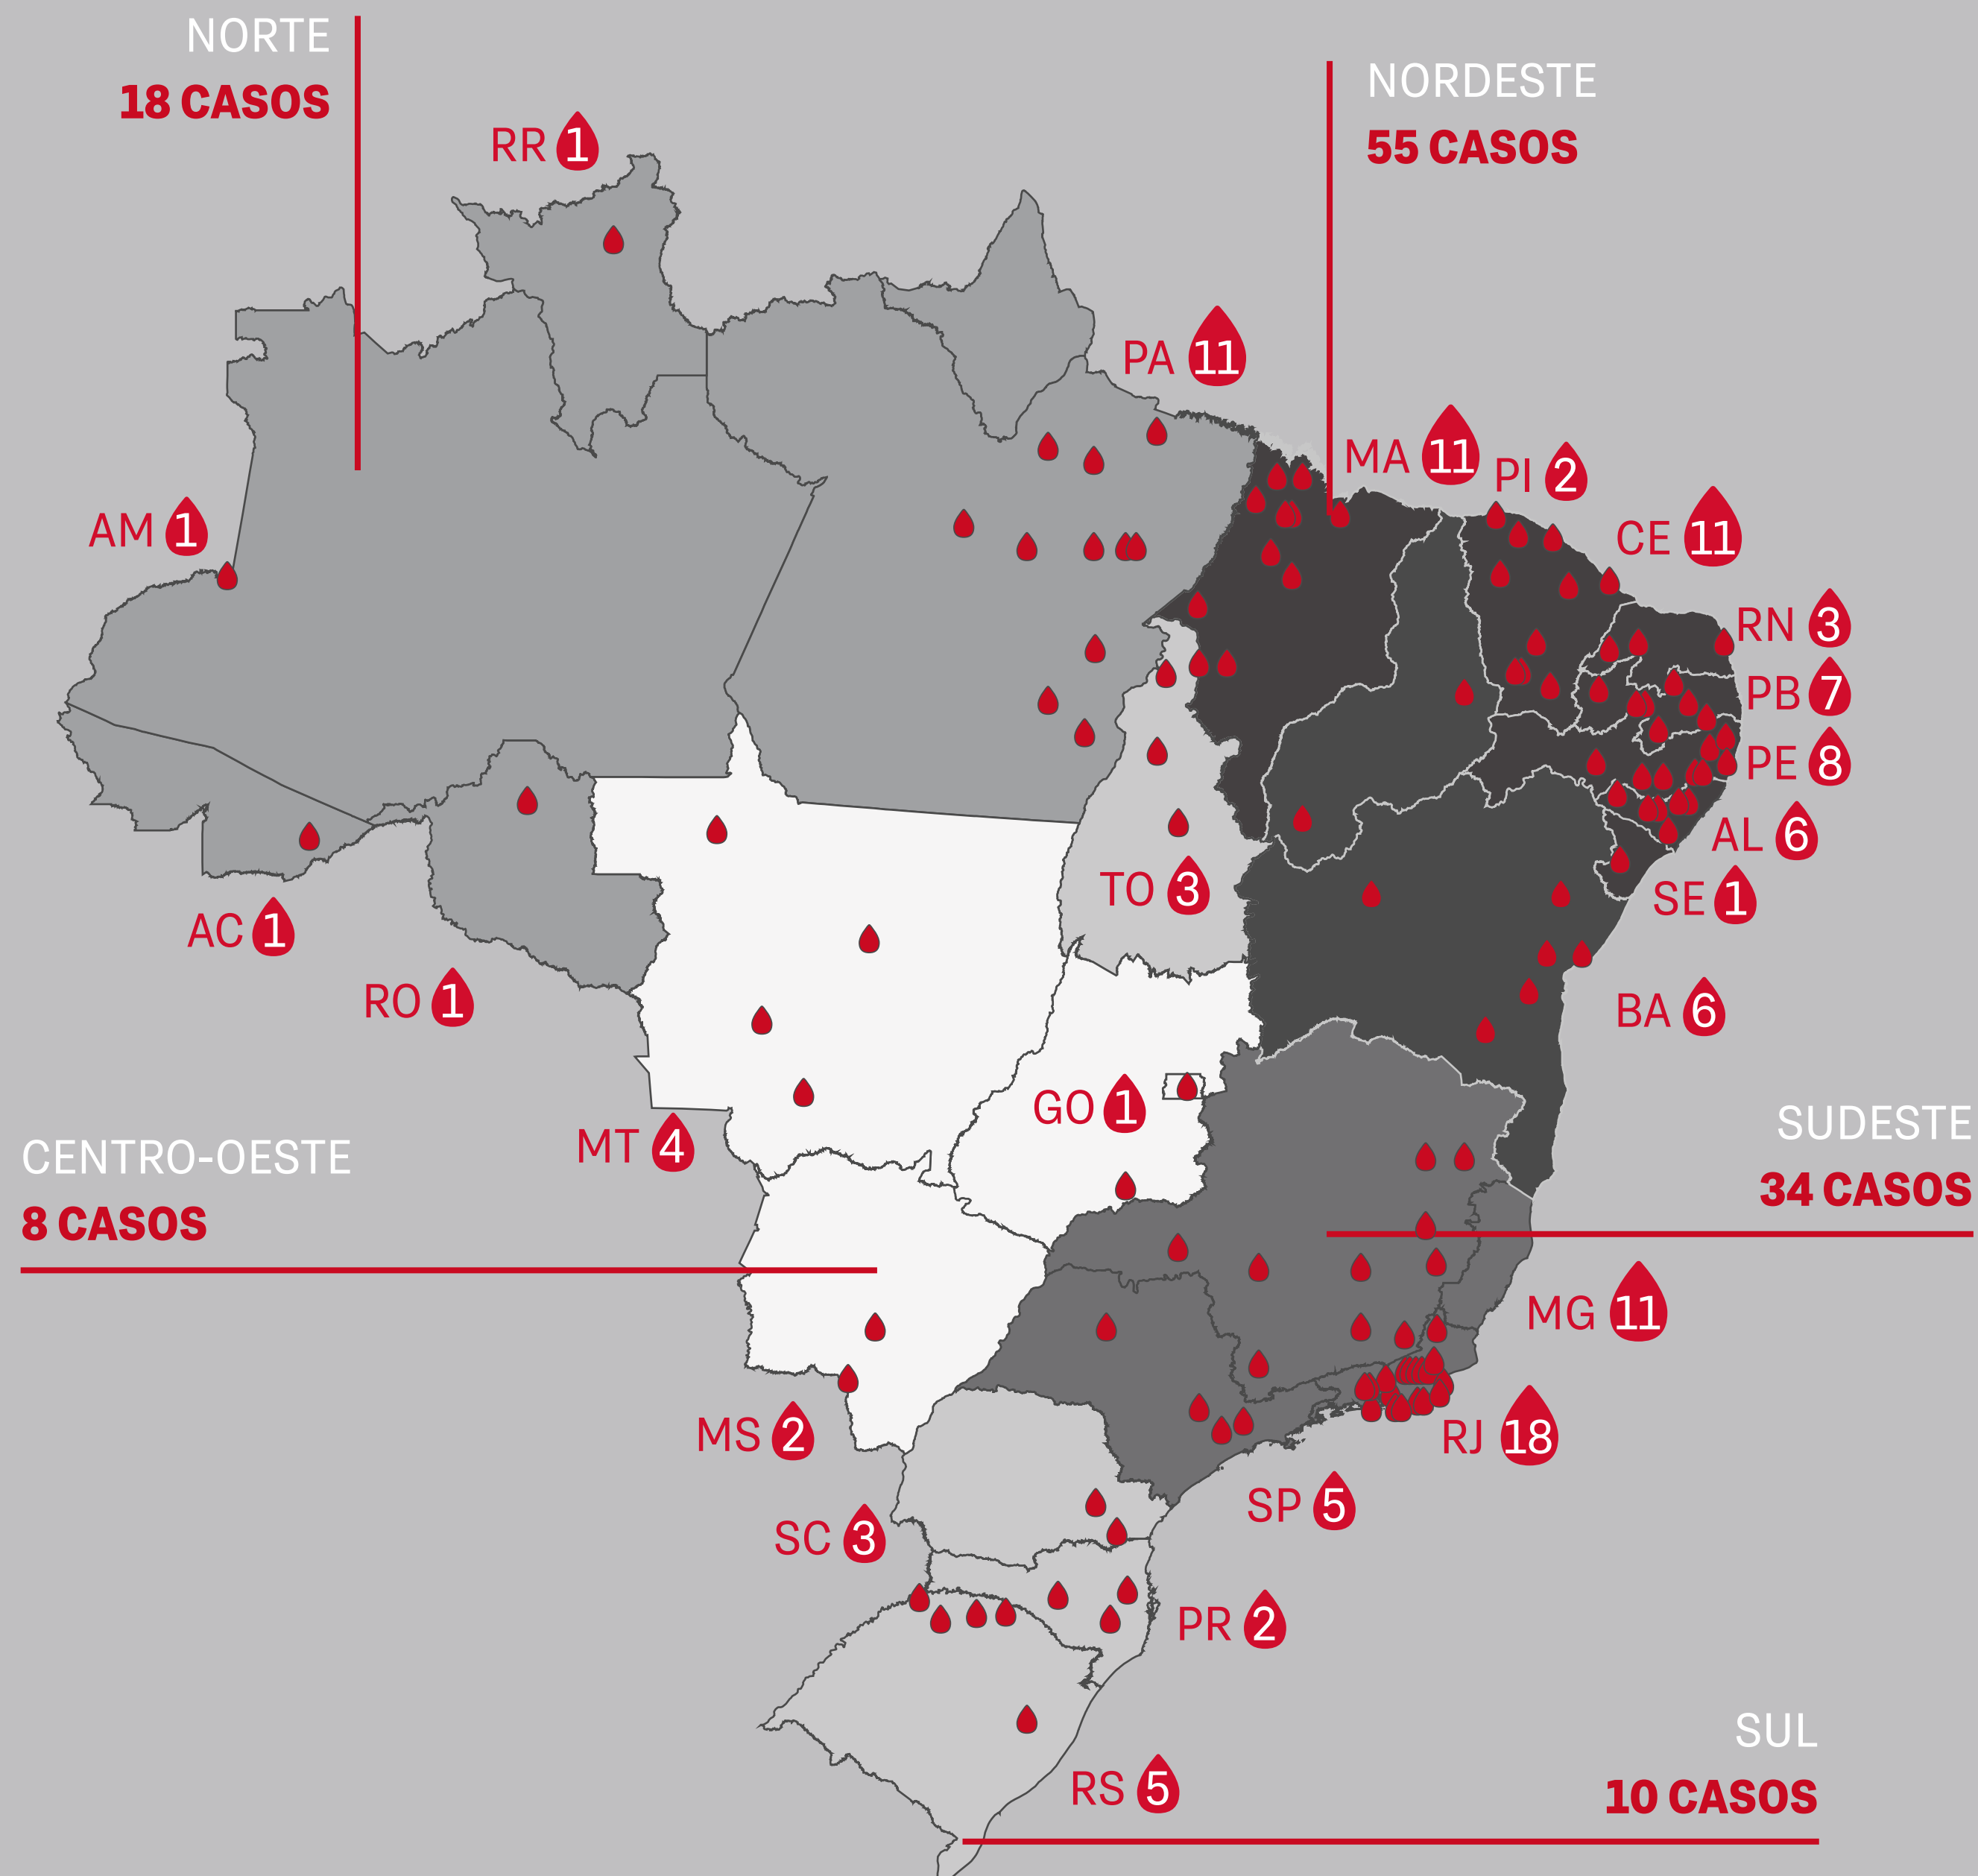 NORTE
18 CASOS
NORDESTE
55 CASOS
RR 1
PA 11
MA 11
PI 2
AM 1
CE 11
RN 3
PB 7
PE 8
AL 6
TO 3
SE 1
AC 1
RO 1
BA 6
GO 1
MT 4
CENTRO-OESTE
8 CASOS
SUDESTE
34 CASOS
MG 11
MS 2
RJ 18
SP 5
SC 3
PR 2
SUL
10 CASOS
RS 5